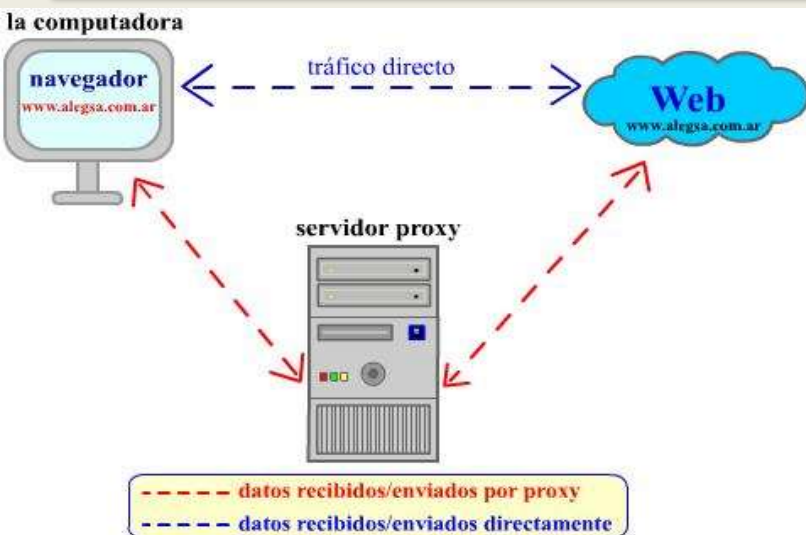 la computadora
navegador
www.alegsa.com.ar
tráfico directo
Web
www.alegsa.com.ar
servidor proxy
datos recibidos/enviados por proxy
datos recibidos/enviados directamente